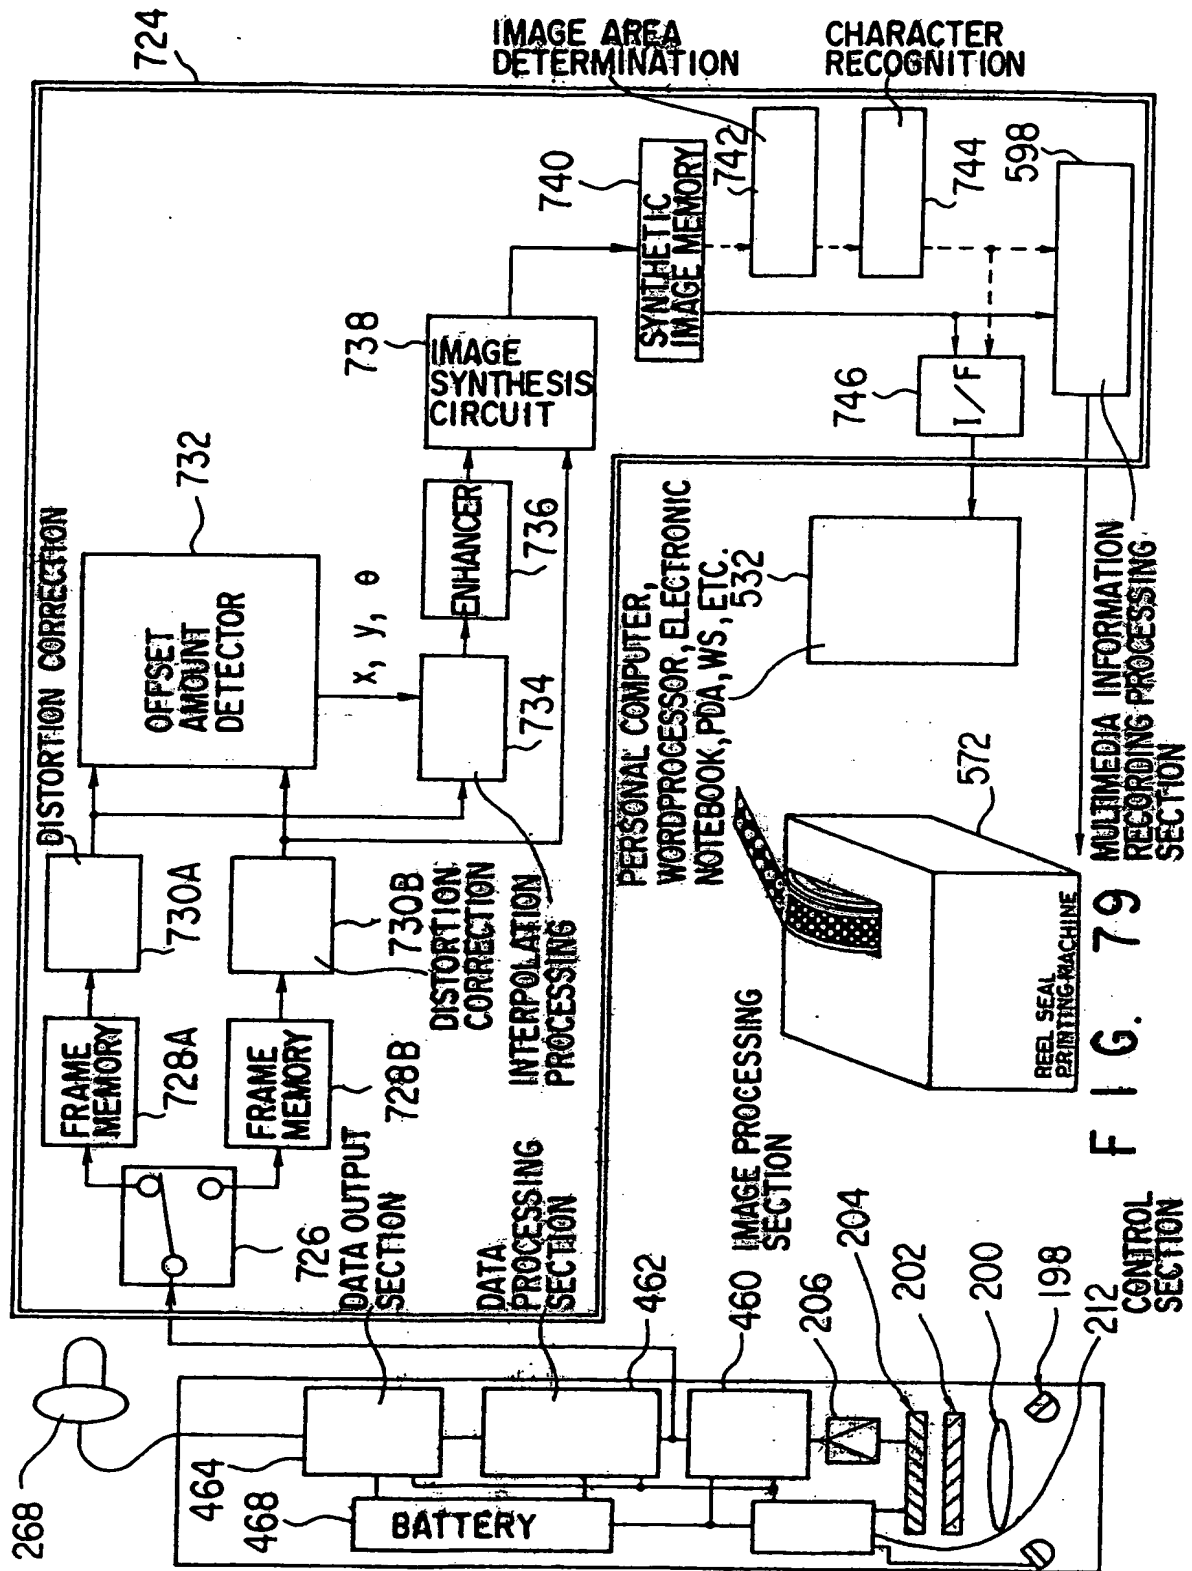 724
IMAGE AREA
DETERMINATION
CHARACTER
RECOGNITION
DISTORTION CORRECTION
732
OFFSET
AMOUNT
DETECTOR
x, y, θ
738
IMAGE
SYNTHESIS
CIRCUIT
740
SYNTHETIC
IMAGE MEMORY
742
744
598
746
I/F
ENHANCER
736
734
730A
730B
DISTORTION
CORRECTION
INTERPOLATION
PROCESSING
FRAME
MEMORY
728A
FRAME
MEMORY
728B
726
DATA OUTPUT
SECTION
DATA
PROCESSING
SECTION
462
460
IMAGE PROCESSING
SECTION
PERSONAL COMPUTER,
WORDPROCESSOR, ELECTRONIC
NOTEBOOK, PDA, WS, ETC.
532
572
REEL SEAL
PRINTING MACHINE
MULTIMEDIA INFORMATION
RECORDING PROCESSING
SECTION
268
464
468
BATTERY
206
204
202
200
198
212
CONTROL
SECTION
FIG. 79